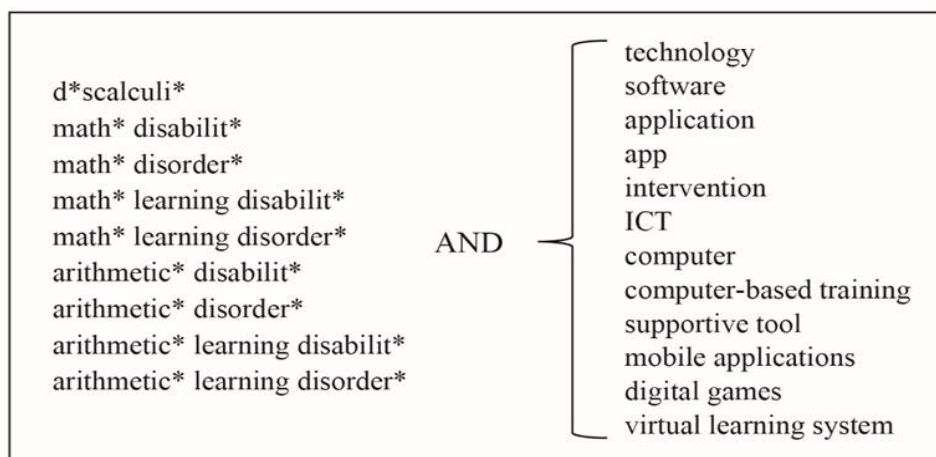 d*scalculi*
math* disabilit*
math* disorder*
math* learning disabilit*
math* learning disorder*
arithmetic* disabilit*
arithmetic* disorder*
arithmetic* learning disabilit*
arithmetic* learning disorder*
AND
technology
software
application
app
intervention
ICT
computer
computer-based training
supportive tool
mobile applications
digital games
virtual learning system